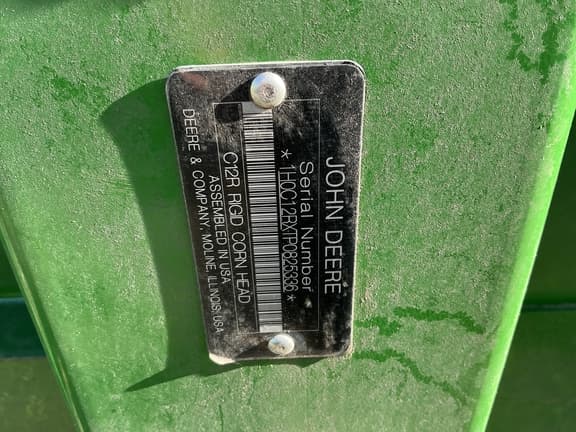 JOHN DEERE
Serial Number
*1H0C12RXTP0825336*
C12R RIGID CORN HEAD
ASSEMBLED IN USA
DEERE & COMPANY, MOLINE, ILLINOIS, USA